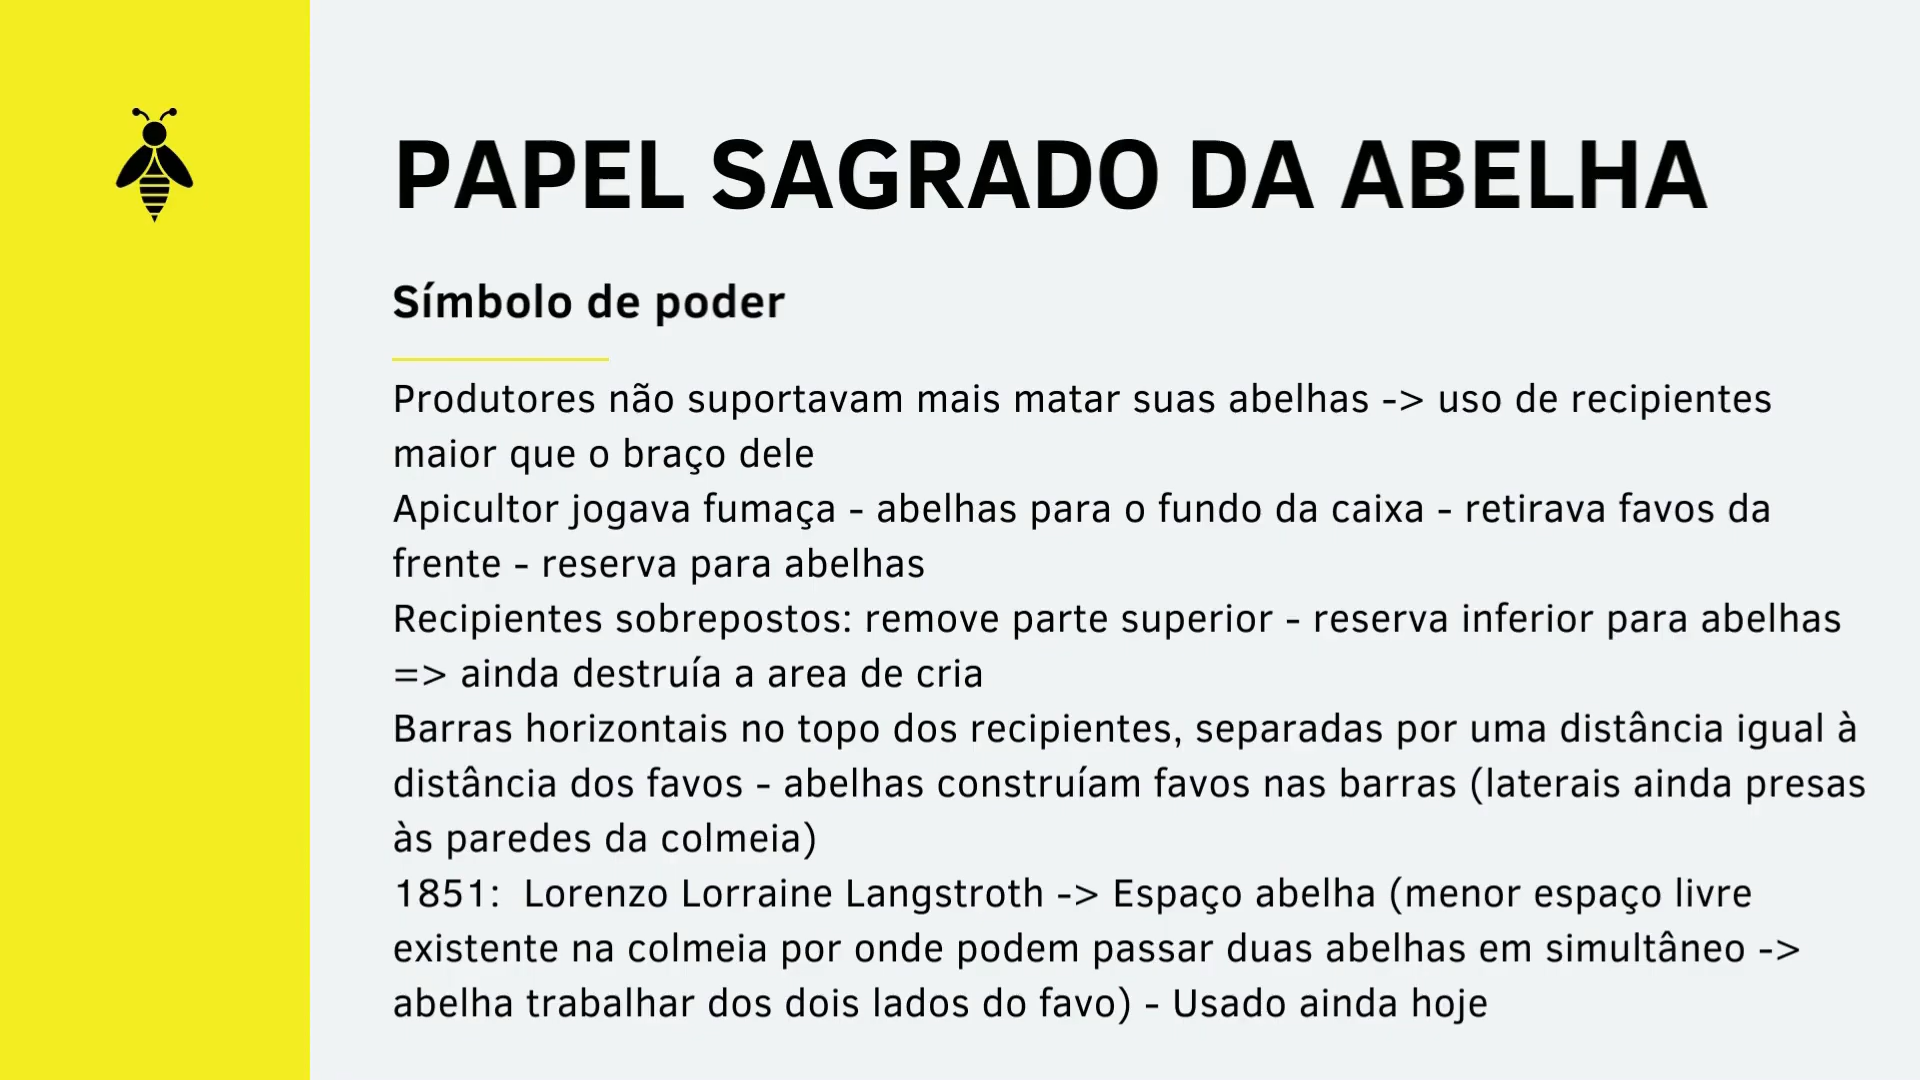 PAPEL SAGRADO DA ABELHA
Símbolo de poder
Produtores não suportavam mais matar suas abelhas -> uso de recipientes
maior que o braço dele
Apicultor jogava fumaça - abelhas para o fundo da caixa - retirava favos da
frente - reserva para abelhas
Recipientes sobrepostos: remove parte superior - reserva inferior para abelhas
=> ainda destruía a area de cria
Barras horizontais no topo dos recipientes, separadas por uma distância igual à
distância dos favos - abelhas construíam favos nas barras (laterais ainda presas
às paredes da colmeia)
1851:  Lorenzo Lorraine Langstroth -> Espaço abelha (menor espaço livre
existente na colmeia por onde podem passar duas abelhas em simultâneo ->
abelha trabalhar dos dois lados do favo) - Usado ainda hoje